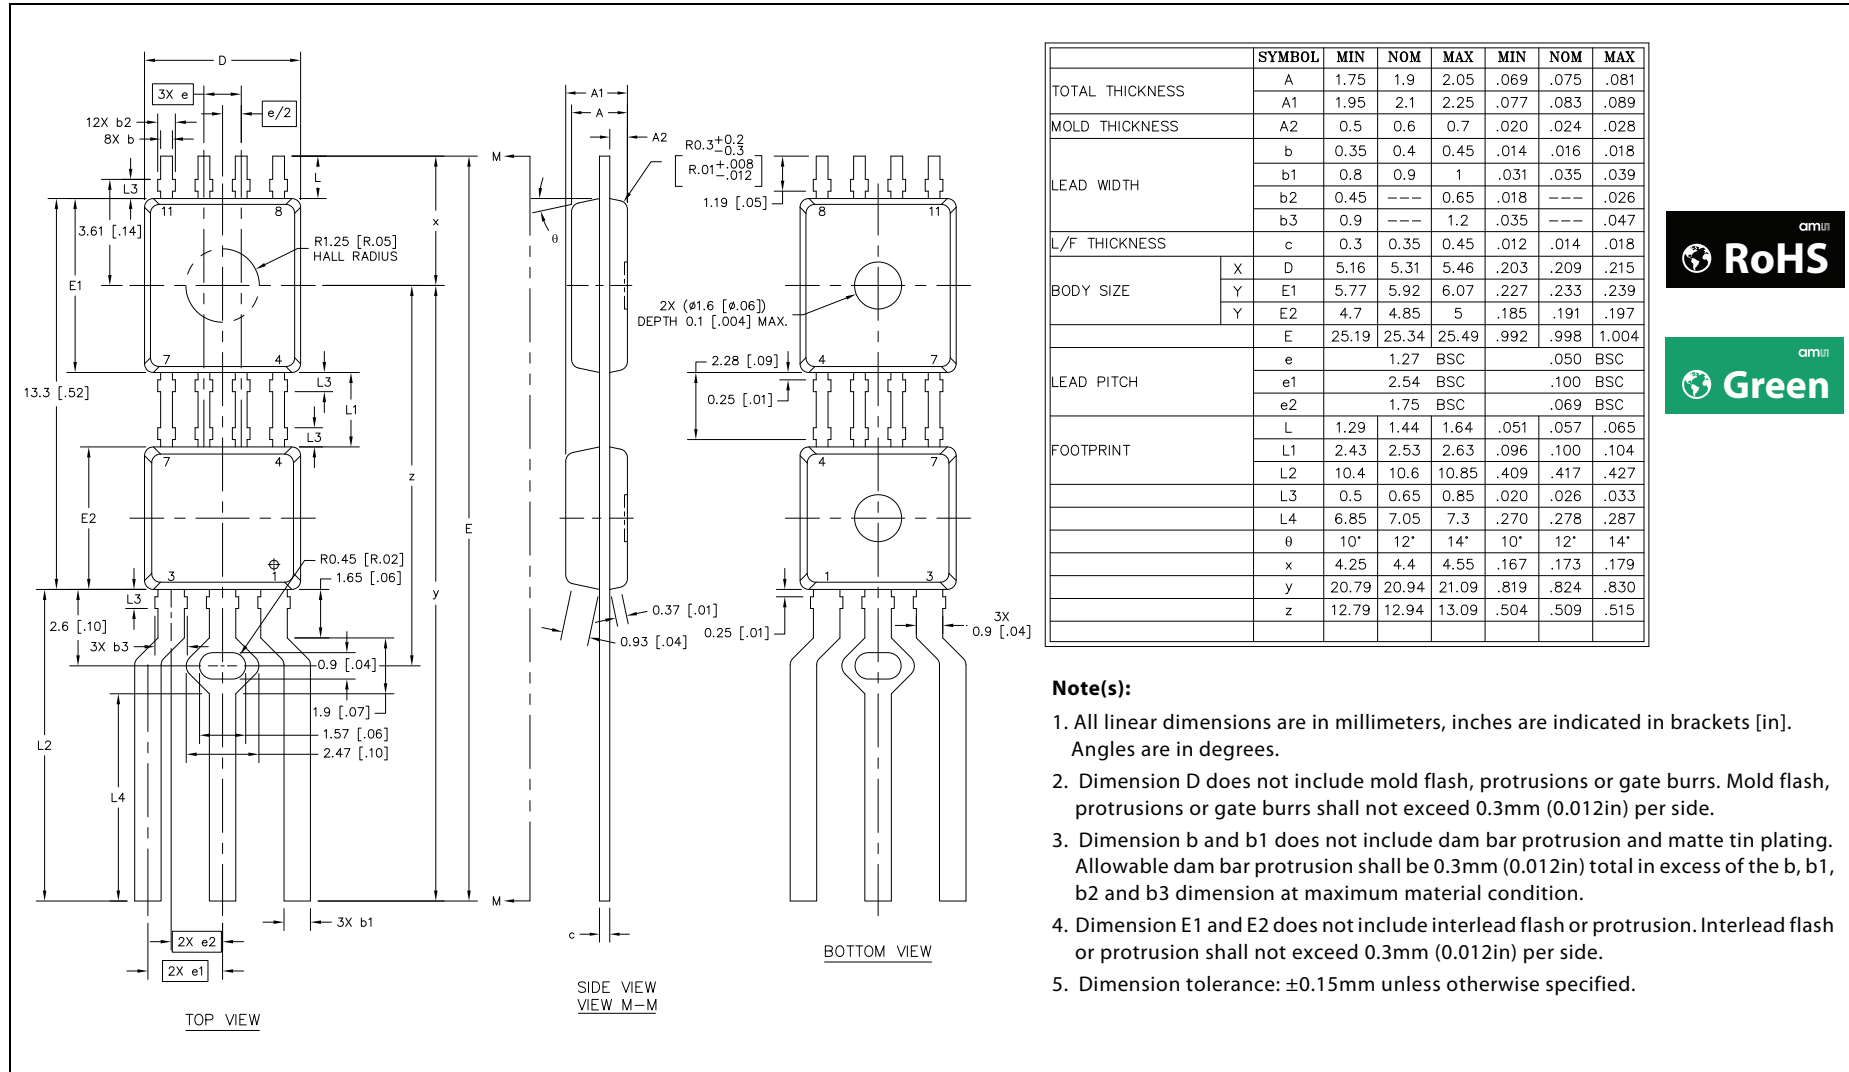 D
3X e
e/2
12X b2
8X b
L3
L
11 8
3.61 [.14]
R1.25 [R.05]
HALL RADIUS
x
E1
7 4
13.3 [.52]
L3
L1
L3
7 4
z
E2
E
R0.45 [R.02]
3 1
1.65 [.06]
L3
2.6 [.10]
y
3X b3
0.9 [.04]
1.9 [.07]
1.57 [.06]
2.47 [.10]
L2
L4
3X b1
2X e2
2X e1
TOP VIEW
A1
A
A2
M
R0.3+0.2
-0.3
R.01+.008
-.012
θ
0.37 [.01]
0.93 [.04]
M
c
SIDE VIEW
VIEW M-M
1.19 [.05]
8 11
2X (ø1.6 [ø.06])
DEPTH 0.1 [.004] MAX.
4 7
2.28 [.09]
0.25 [.01]
4 7
1 3
0.25 [.01]
3X
0.9 [.04]
BOTTOM VIEW
SYMBOL MIN NOM MAX MIN NOM MAX
TOTAL THICKNESS A 1.75 1.9 2.05 .069 .075 .081
A1 1.95 2.1 2.25 .077 .083 .089
MOLD THICKNESS A2 0.5 0.6 0.7 .020 .024 .028
LEAD WIDTH b 0.35 0.4 0.45 .014 .016 .018
b1 0.8 0.9 1 .031 .035 .039
b2 0.45 --- 0.65 .018 --- .026
b3 0.9 --- 1.2 .035 --- .047
L/F THICKNESS c 0.3 0.35 0.45 .012 .014 .018
BODY SIZE X D 5.16 5.31 5.46 .203 .209 .215
Y E1 5.77 5.92 6.07 .227 .233 .239
Y E2 4.7 4.85 5 .185 .191 .197
E 25.19 25.34 25.49 .992 .998 1.004
LEAD PITCH e 1.27 BSC .050 BSC
e1 2.54 BSC .100 BSC
e2 1.75 BSC .069 BSC
FOOTPRINT L 1.29 1.44 1.64 .051 .057 .065
L1 2.43 2.53 2.63 .096 .100 .104
L2 10.4 10.6 10.85 .409 .417 .427
L3 0.5 0.65 0.85 .020 .026 .033
L4 6.85 7.05 7.3 .270 .278 .287
θ 10° 12° 14° 10° 12° 14°
x 4.25 4.4 4.55 .167 .173 .179
y 20.79 20.94 21.09 .819 .824 .830
z 12.79 12.94 13.09 .504 .509 .515
am
RoHS
am
Green
Note(s):
1. All linear dimensions are in millimeters, inches are indicated in brackets [in].
Angles are in degrees.
2. Dimension D does not include mold flash, protrusions or gate burrs. Mold flash,
protrusions or gate burrs shall not exceed 0.3mm (0.012in) per side.
3. Dimension b and b1 does not include dam bar protrusion and matte tin plating.
Allowable dam bar protrusion shall be 0.3mm (0.012in) total in excess of the b, b1,
b2 and b3 dimension at maximum material condition.
4. Dimension E1 and E2 does not include interlead flash or protrusion. Interlead flash
or protrusion shall not exceed 0.3mm (0.012in) per side.
5. Dimension tolerance: ±0.15mm unless otherwise specified.